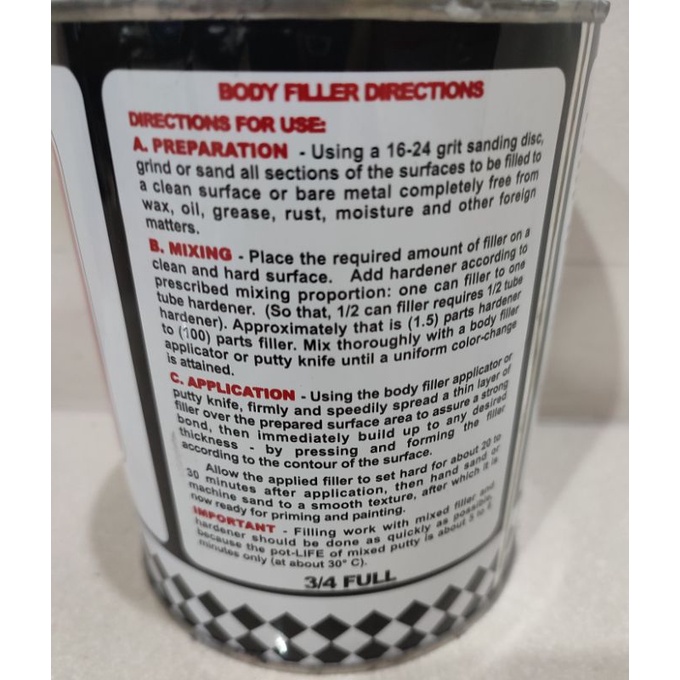 BODY FILLER DIRECTIONS
DIRECTIONS FOR USE:
A. PREPARATION - Using a 16-24 grit sanding disc,
grind or sand all sections of the surfaces to be filled to
a clean surface or bare metal completely free from
wax, oil, grease, rust, moisture and other foreign
matters.
B. MIXING - Place the required amount of filler on a
clean and hard surface. Add hardener according to
prescribed mixing proportion: one can filler to one
tube hardener. (So that, 1/2 can filler requires 1/2 tube
hardener). Approximately that is (1.5) parts hardener
to (100) parts filler. Mix thoroughly with a body filler
applicator or putty knife until a uniform color-change
is attained.
C. APPLICATION - Using the body filler applicator or
putty knife, firmly and speedily spread a thin layer of
filler over the prepared surface area to assure a strong
bond, then immediately build up to any desired
thickness - by pressing and forming the filler
according to the contour of the surface.
Allow the applied filler to set hard for about 20 to
30 minutes after application, then hand sand or
machine sand to a smooth texture, after which it is
now ready for priming and painting.
IMPORTANT - Filling work with mixed filler and
hardener should be done as quickly as possible,
because the pot-LIFE of mixed putty is about 3 to
minutes only (at about 30° C).
3/4 FULL